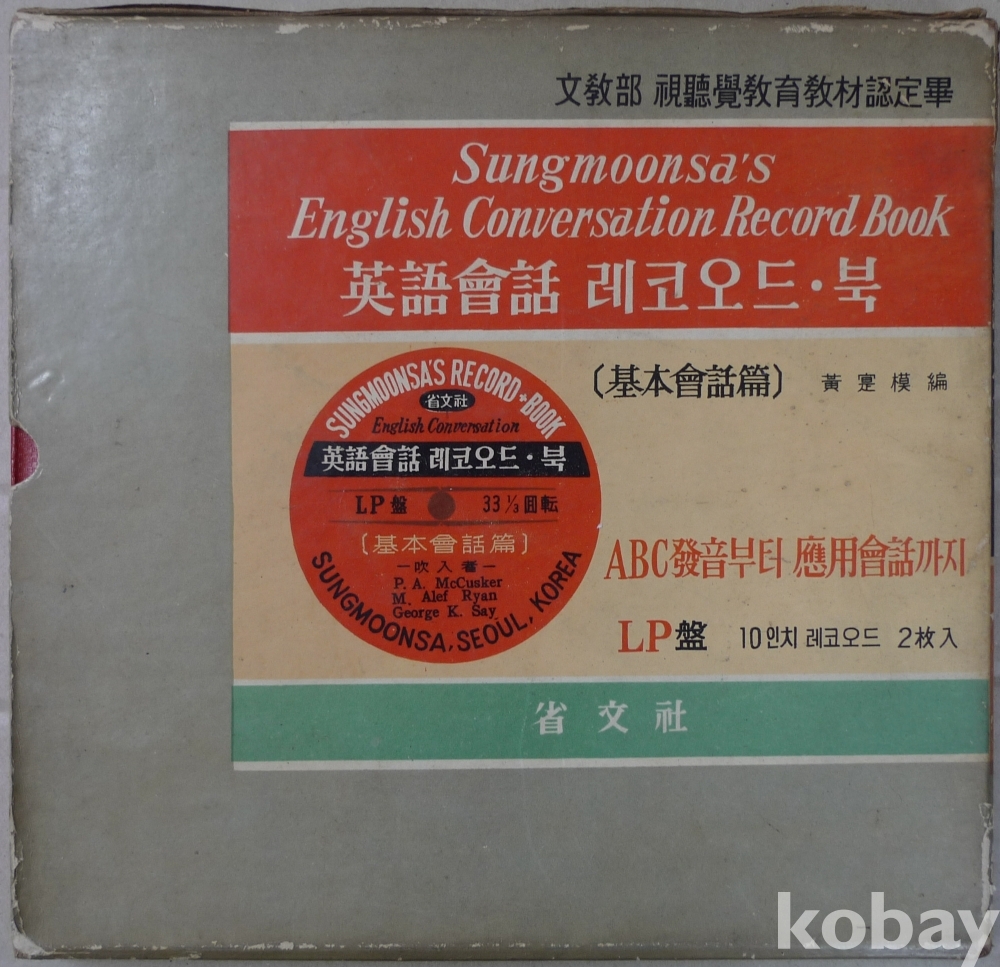 文敎部 視聽覺敎育敎材認定畢
Sungmoonsa's
English Conversation Record Book
英語會話 레코오드·북
〔基本會話篇〕 黃寔模編
SUNGMOONSA'S RECORD・BOOK
省文社
English Conversation
英語會話 레코오드・북
LP盤 33⅓回転
〔基本會話篇〕
—吹入者—
P. A. McCusker
M. Alef Ryan
George K. Say
SUNGMOONSA, SEOUL, KOREA
ABC發音부터 應用會話까지
LP盤 10인치 레코오드 2枚入
省文社
kobay